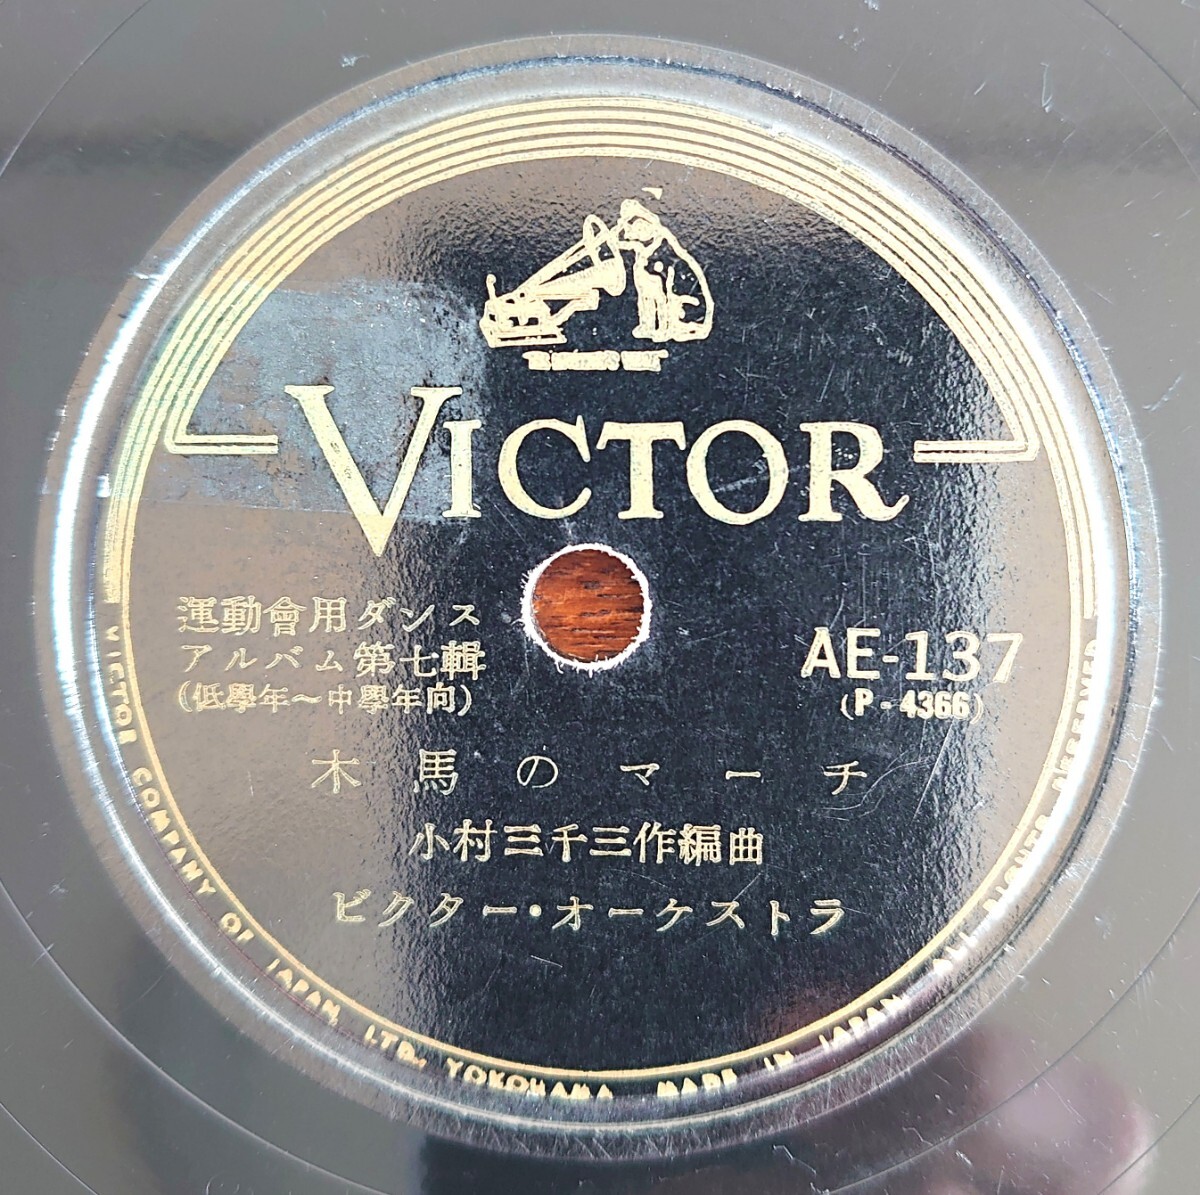 VICTOR
運動會用ダンス
アルバム第七輯
(低學年～中學年向)
AE-137
(P-4366)
木馬のマーチ
小村三千三作編曲
ビクター・オーケストラ
VICTOR COMPANY OF JAPAN, LTD., YOKOHAMA MADE IN JAPAN ALL RIGHTS RESERVED